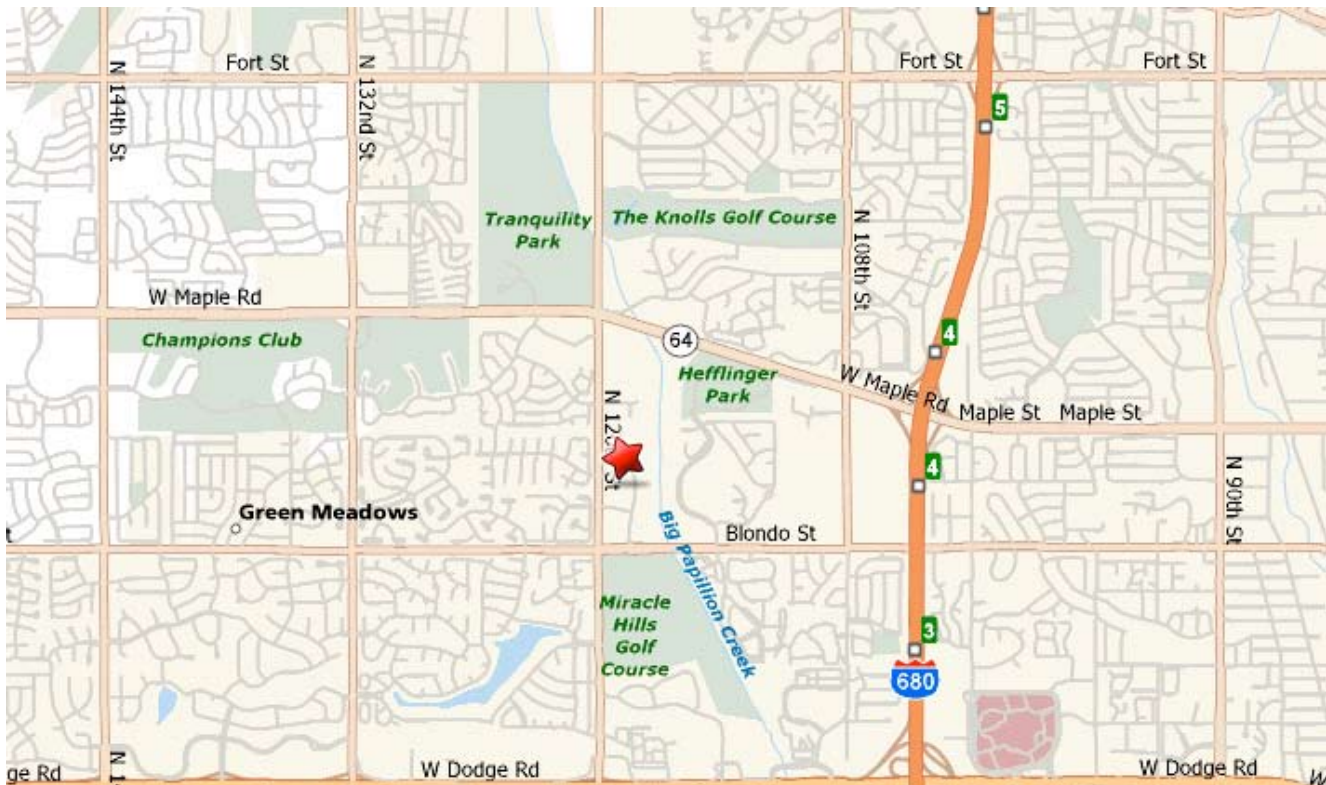 Fort St
Fort St
Fort St
N 144th St
N 132nd St
5
Tranquility
Park
The Knolls Golf Course
N 108th St
W Maple Rd
Champions Club
64
4
Hefflinger
Park
W Maple Rd
Maple St
Maple St
N
St
4
N 90th St
Green Meadows
Big Papillion Creek
Blondo St
Miracle
Hills
Golf
Course
3
680
W Dodge Rd
W Dodge Rd
Rd